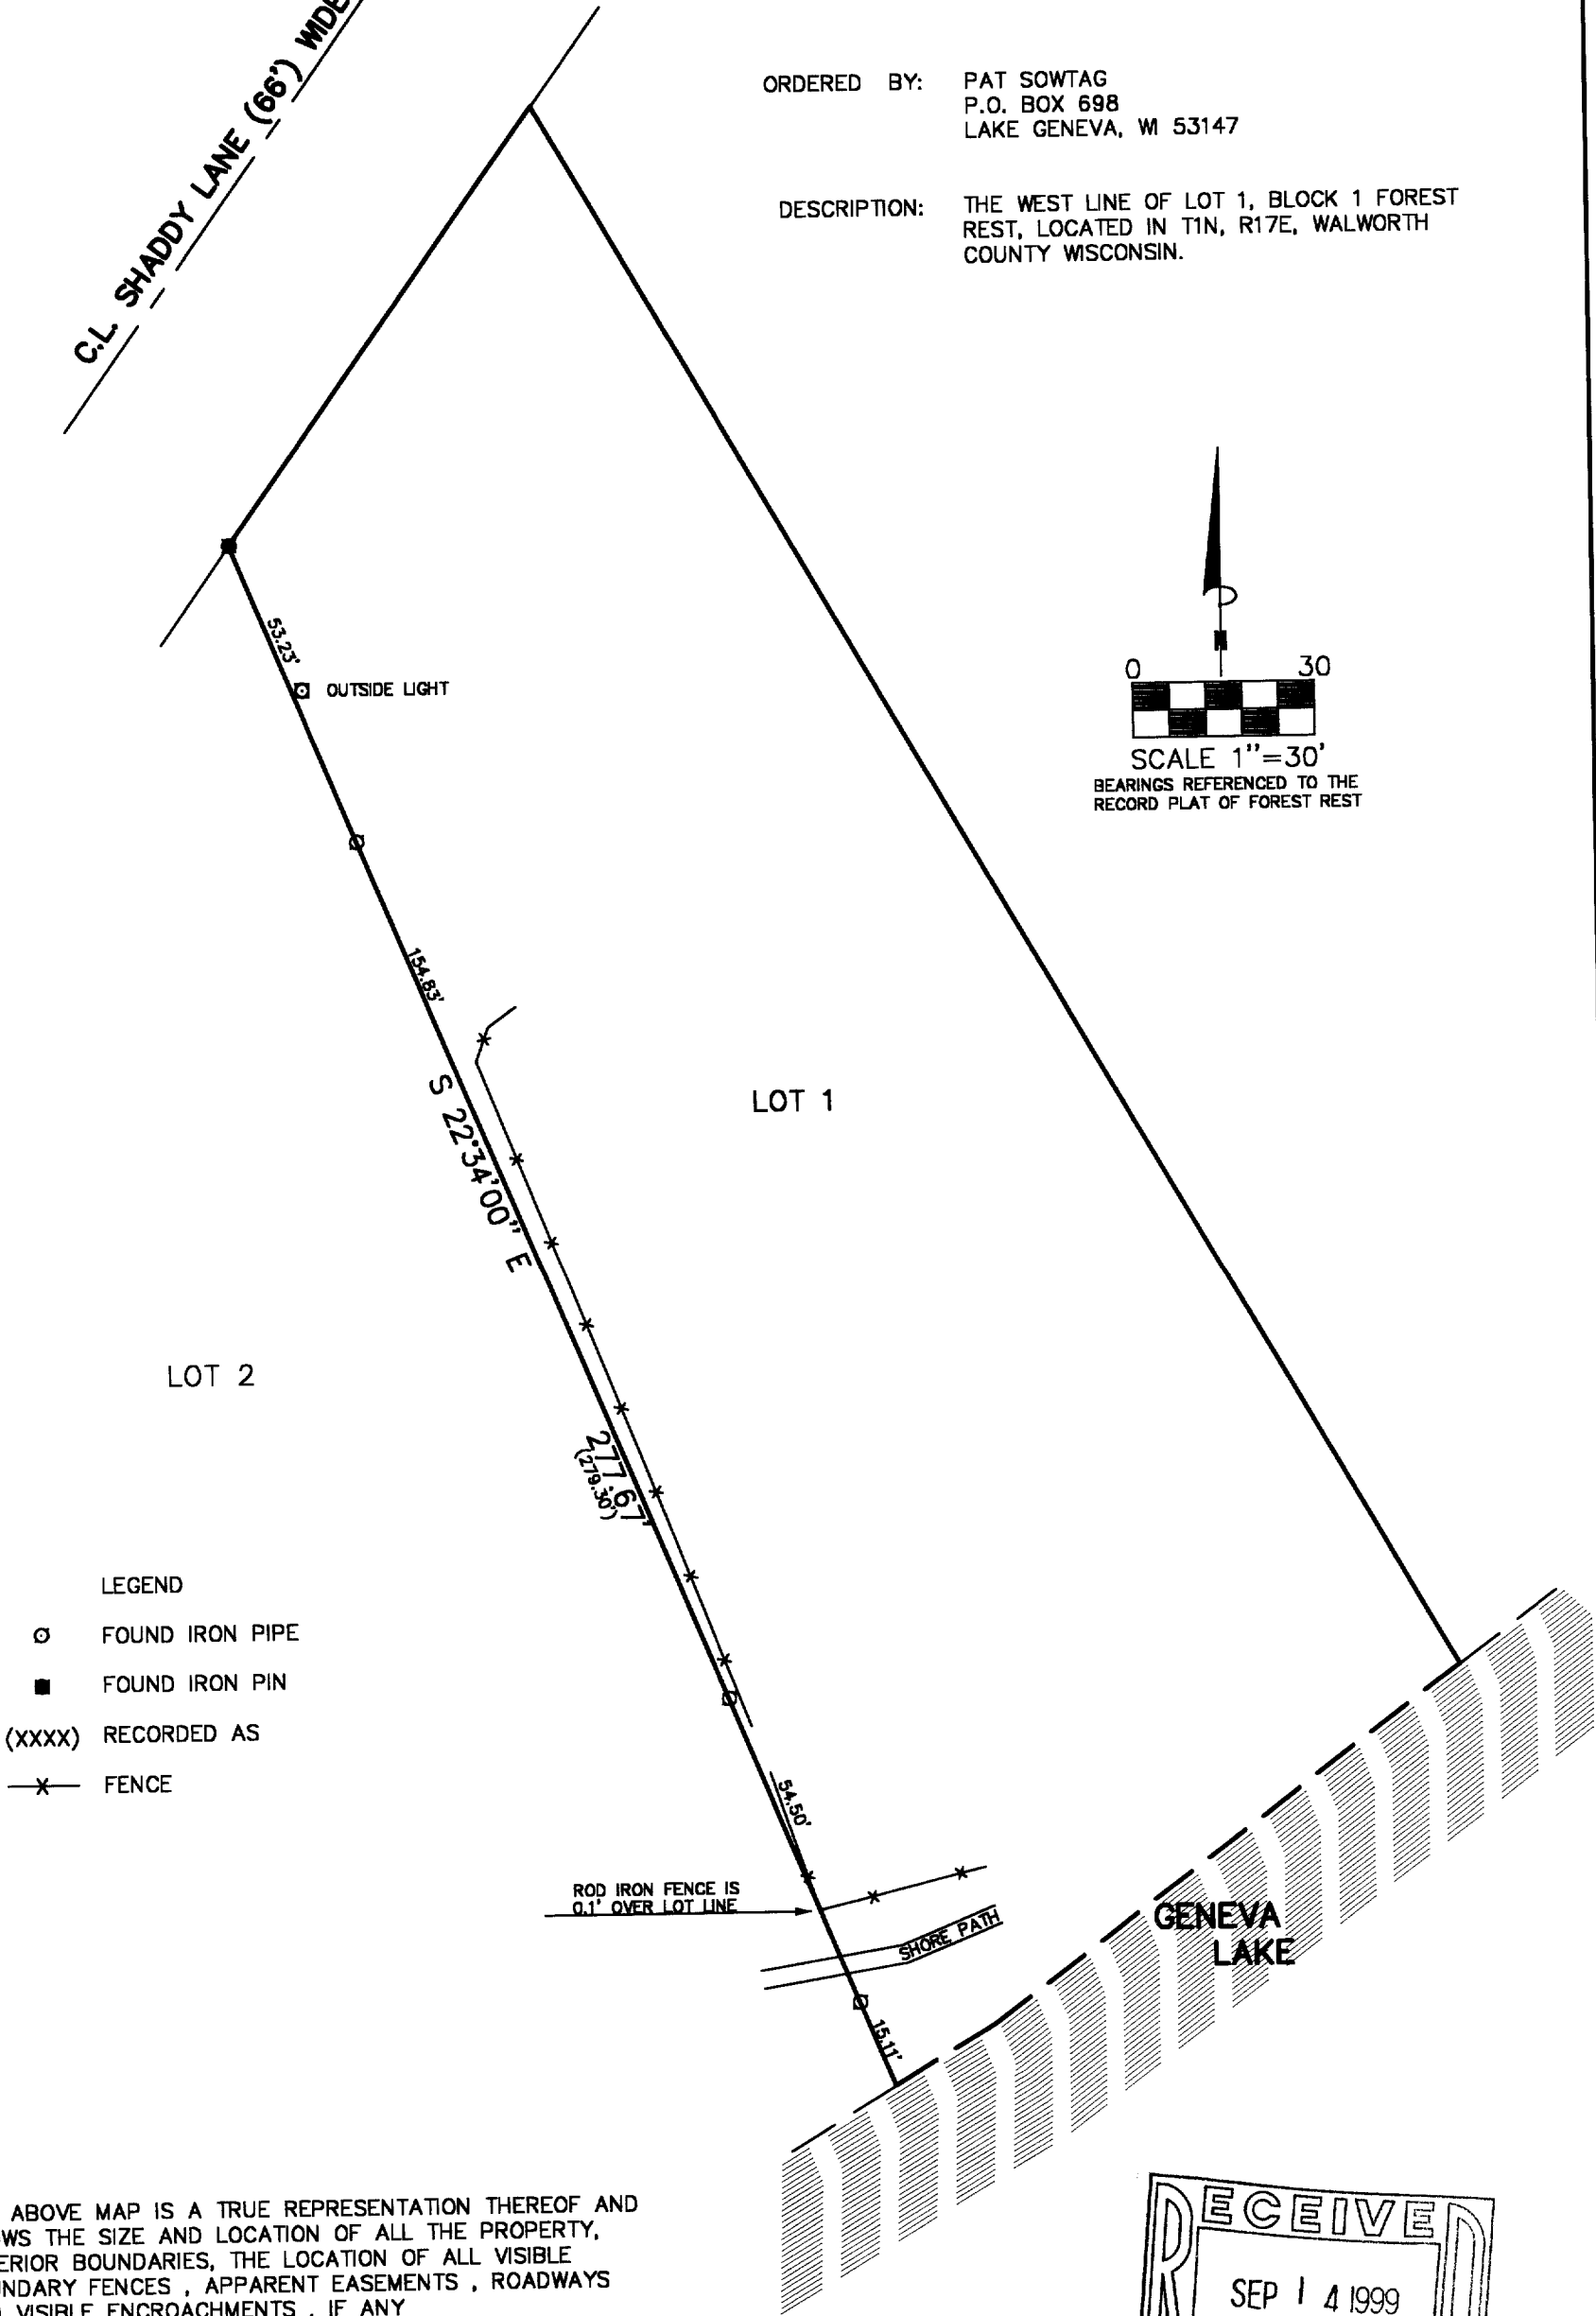 C.L. SHADDY LANE (66') WIDE
ORDERED BY: PAT SOWTAG
P.O. BOX 698
LAKE GENEVA, WI 53147
DESCRIPTION: THE WEST LINE OF LOT 1, BLOCK 1 FOREST
REST, LOCATED IN T1N, R17E, WALWORTH
COUNTY WISCONSIN.
N
0 30
SCALE 1"=30'
BEARINGS REFERENCED TO THE
RECORD PLAT OF FOREST REST
53.23'
OUTSIDE LIGHT
154.83'
S 22°34'00" E
LOT 1
LOT 2
277.67'
(279.30')
LEGEND
FOUND IRON PIPE
FOUND IRON PIN
(XXXX) RECORDED AS
X FENCE
54.50'
ROD IRON FENCE IS
0.1' OVER LOT LINE
SHORE PATH
15.11'
GENEVA
LAKE
ABOVE MAP IS A TRUE REPRESENTATION THEREOF AND
WS THE SIZE AND LOCATION OF ALL THE PROPERTY,
ERIOR BOUNDARIES, THE LOCATION OF ALL VISIBLE
NDARY FENCES , APPARENT EASEMENTS , ROADWAYS
VISIBLE ENCROACHMENTS , IF ANY
RECEIVED
SEP 14 1999